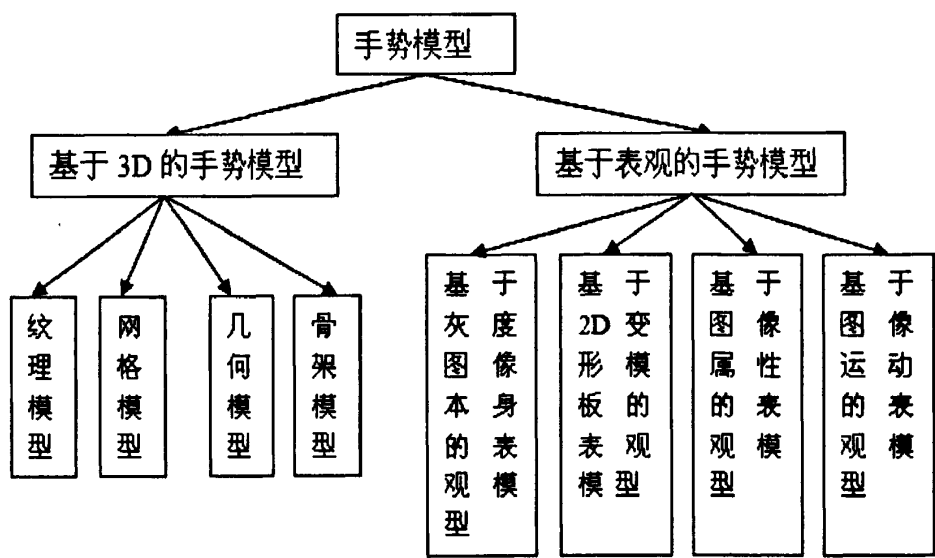 手势模型
基于 3D 的手势模型
基于表观的手势模型
纹
理
模
型
网
格
模
型
几
何
模
型
骨
架
模
型
基 于
灰 度
图 像
本 身
的 表
观 模
型
基 于
2D 变
形 模
板 的
表 观
模 型
基 于
图 像
属 性
的 表
观 模
型
基 于
图 像
运 动
的 表
观 模
型